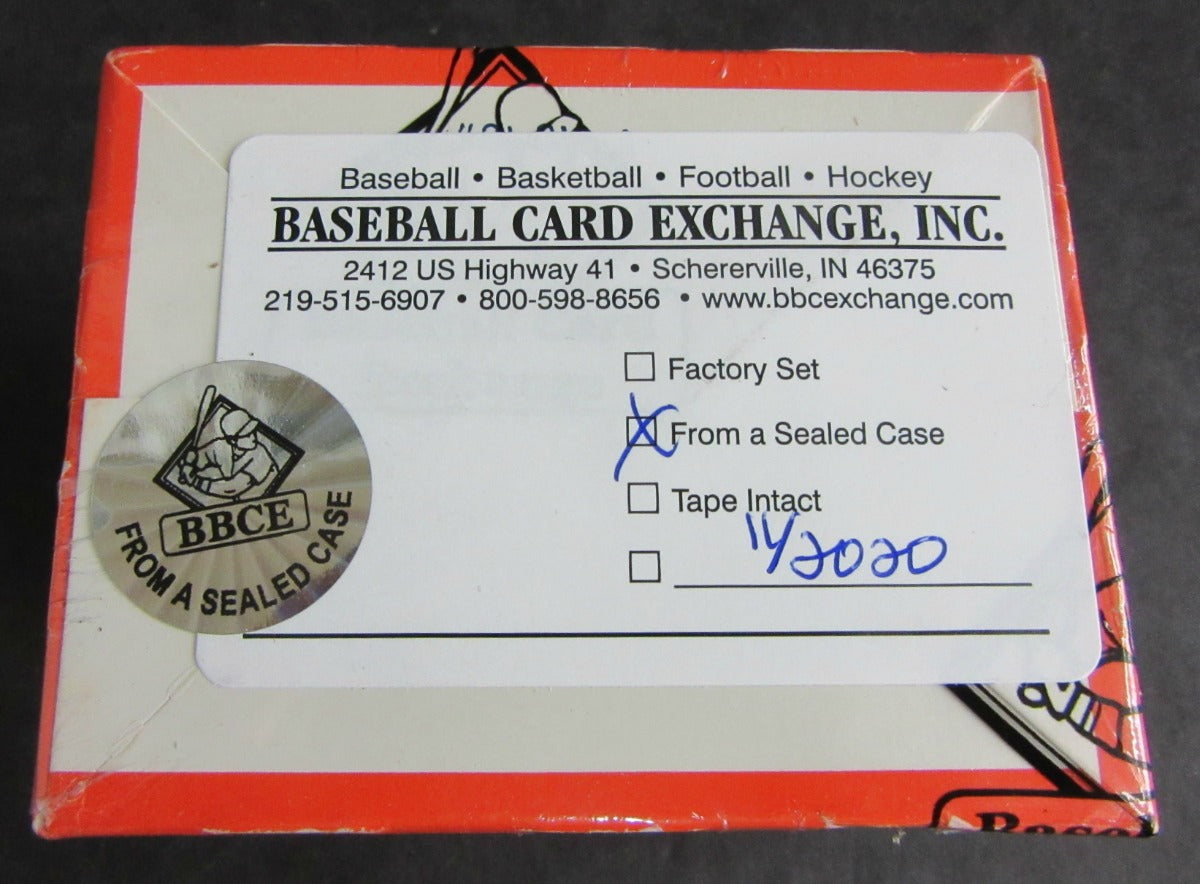 Baseball • Basketball • Football • Hockey
BASEBALL CARD EXCHANGE, INC.
2412 US Highway 41 • Schererville, IN 46375
219-515-6907 • 800-598-8656 • www.bbcexchange.com
Factory Set
From a Sealed Case
Tape Intact
11/2020
BBCE
FROM A SEALED CASE